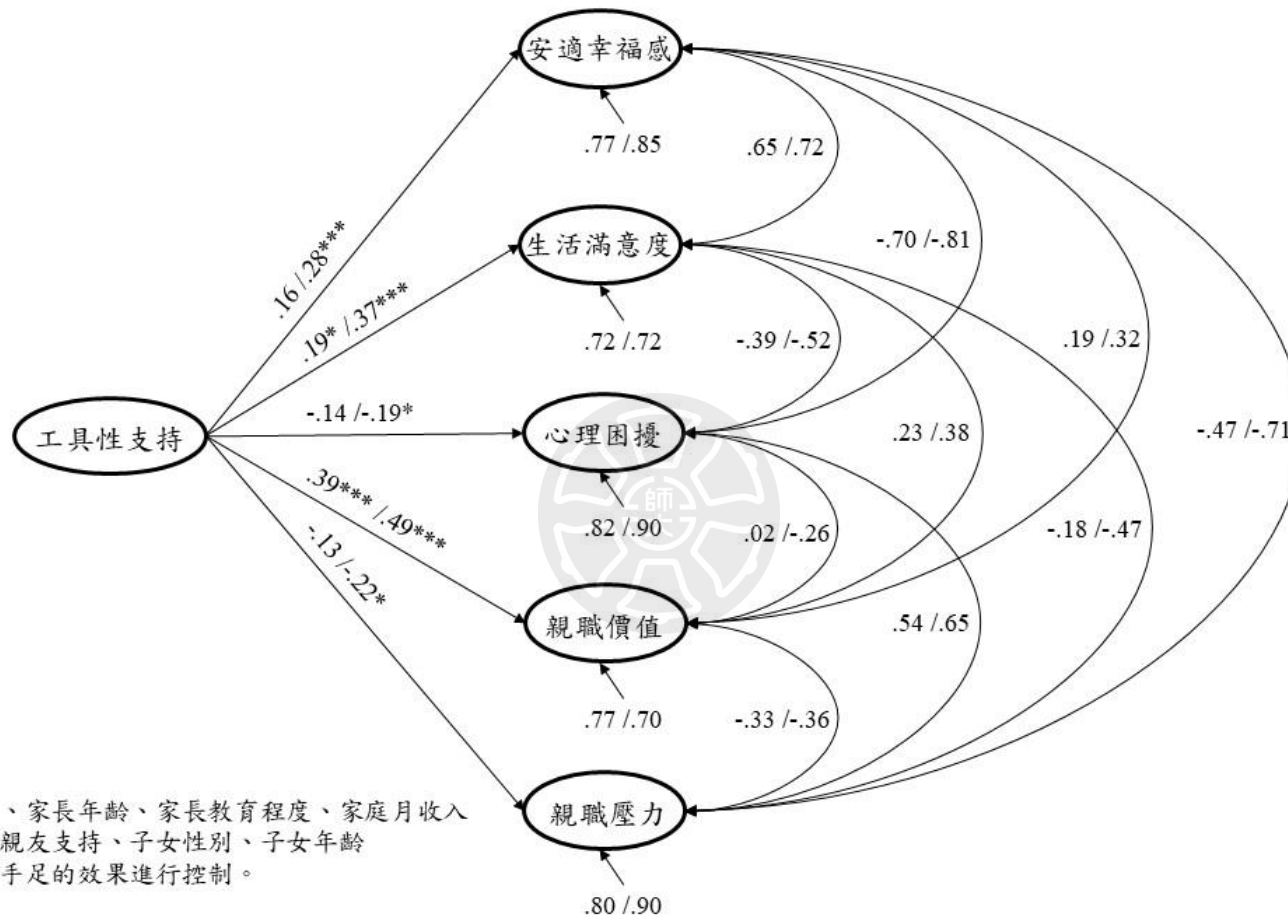 安適幸福感
.77 /.85
.65 /.72
.16 /.28***
生活滿意度
-.70 /-.81
.19* /.37***
.72 /.72
-.39 /-.52
.19 /.32
工具性支持
-.14 /-.19*
心理困擾
.23 /.38
-.47 /-.71
.39*** /.49***
師大
.82 /.90
.02 /-.26
-.18 /-.47
-.13 /-.22*
親職價值
.54 /.65
.77 /.70
-.33 /-.36
親職壓力
、家長年齡、家長教育程度、家庭月收入
親友支持、子女性別、子女年齡
手足的效果進行控制。
.80 /.90